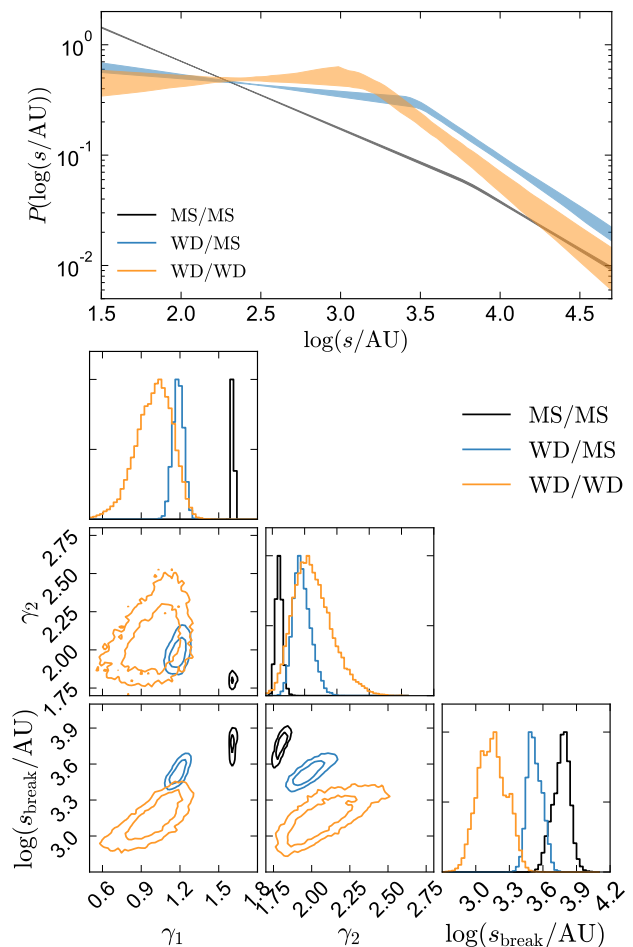 10⁰
10⁻¹
10⁻²
P(log(s/AU))
MS/MS
WD/MS
WD/WD
1.5 2.0 2.5 3.0 3.5 4.0 4.5
log(s/AU)
MS/MS
WD/MS
WD/WD
2.75
2.50
2.25
2.00
1.75
γ₂
3.9
3.6
3.3
3.0
log(s_break/AU)
0.6 0.9 1.2 1.5 1.8
γ₁
1.75 2.00 2.25 2.50 2.75
γ₂
3.0 3.3 3.6 3.9 4.2
log(s_break/AU)